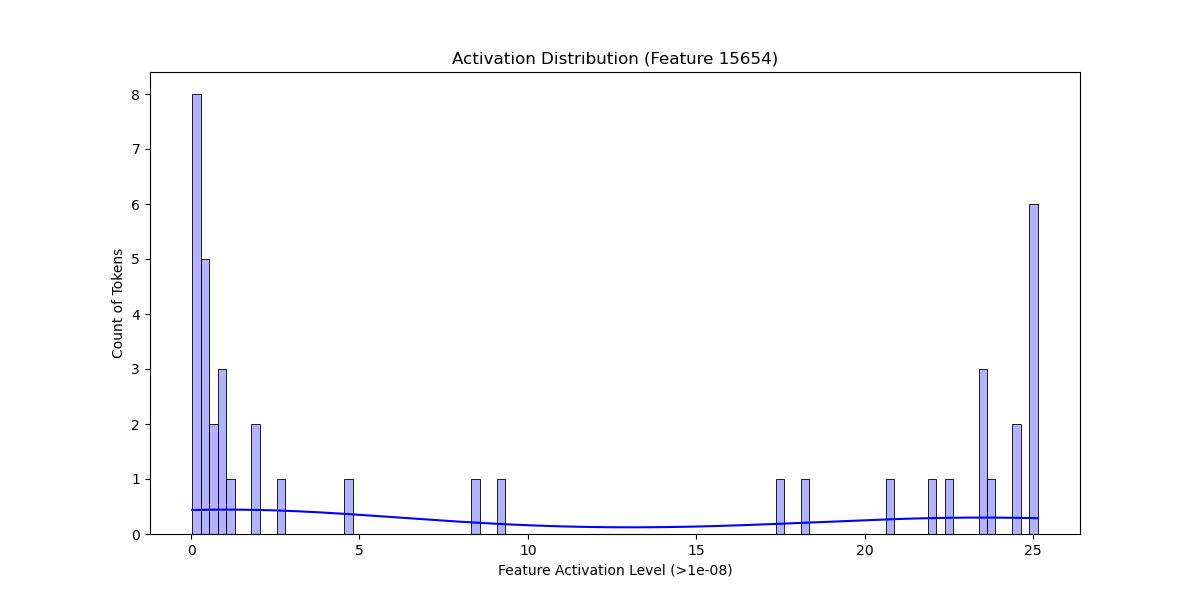 Activation Distribution (Feature 15654)
8
7
6
5
4
3
2
1
0
Count of Tokens
0 5 10 15 20 25
Feature Activation Level (>1e-08)